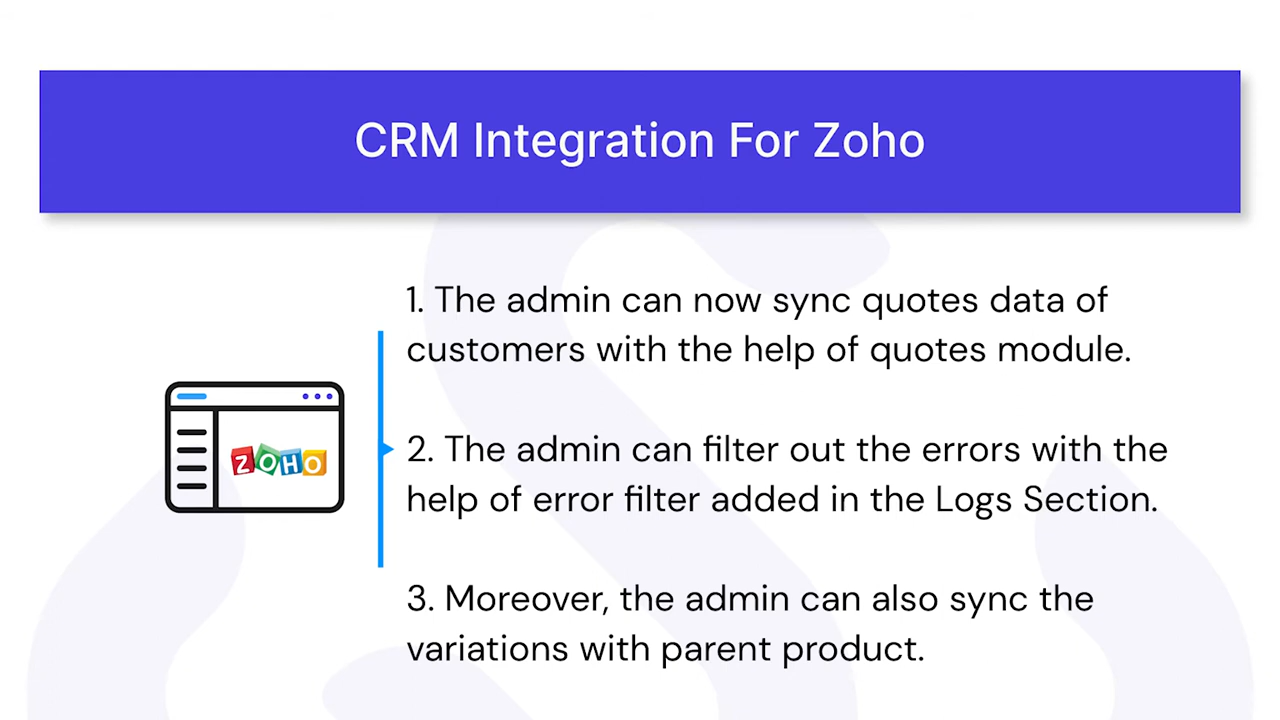 CRM Integration For Zoho
1. The admin can now sync quotes data of
customers with the help of quotes module.
ZOHO
2. The admin can filter out the errors with the
help of error filter added in the Logs Section.
3. Moreover, the admin can also sync the
variations with parent product.